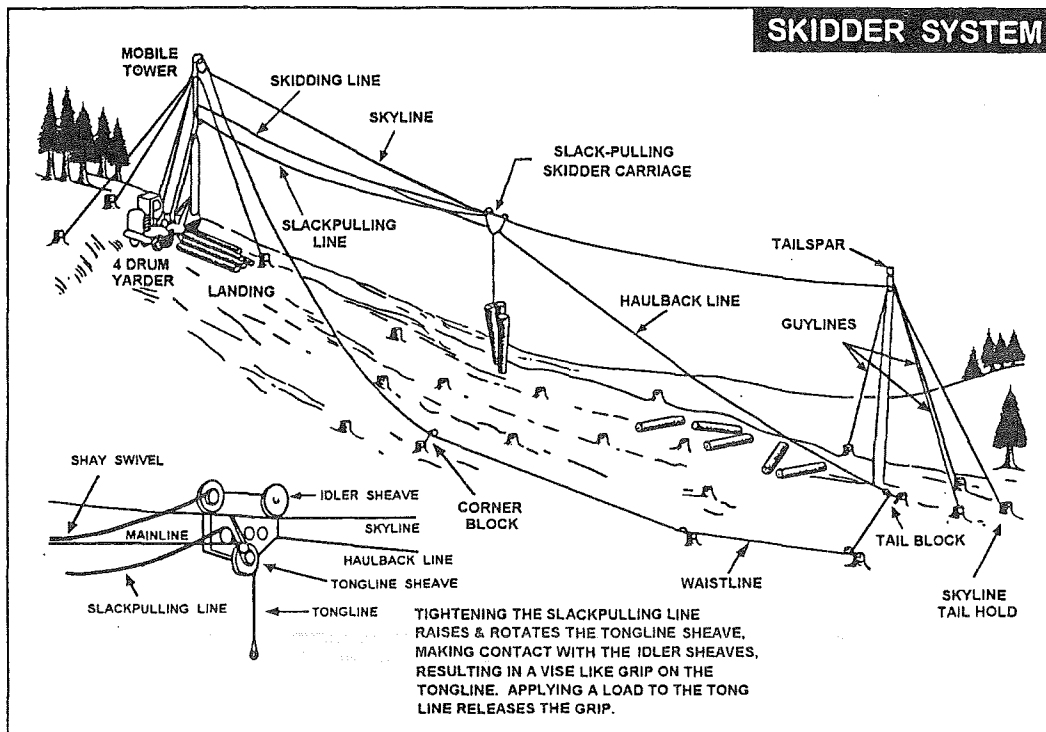 SKIDDER SYSTEM
MOBILE
TOWER
SKIDDING LINE
SKYLINE
SLACK-PULLING
SKIDDER CARRIAGE
SLACKPULLING
LINE
TAILSPAR
4 DRUM
YARDER
LANDING
HAULBACK LINE
GUYLINES
SHAY SWIVEL
IDLER SHEAVE
CORNER
BLOCK
SKYLINE
MAINLINE
HAULBACK LINE
TAIL BLOCK
TONGLINE SHEAVE
WAISTLINE
SKYLINE
TAIL HOLD
SLACKPULLING LINE
TONGLINE
TIGHTENING THE SLACKPULLING LINE
RAISES & ROTATES THE TONGLINE SHEAVE,
MAKING CONTACT WITH THE IDLER SHEAVES,
RESULTING IN A VISE LIKE GRIP ON THE
TONGLINE. APPLYING A LOAD TO THE TONG
LINE RELEASES THE GRIP.